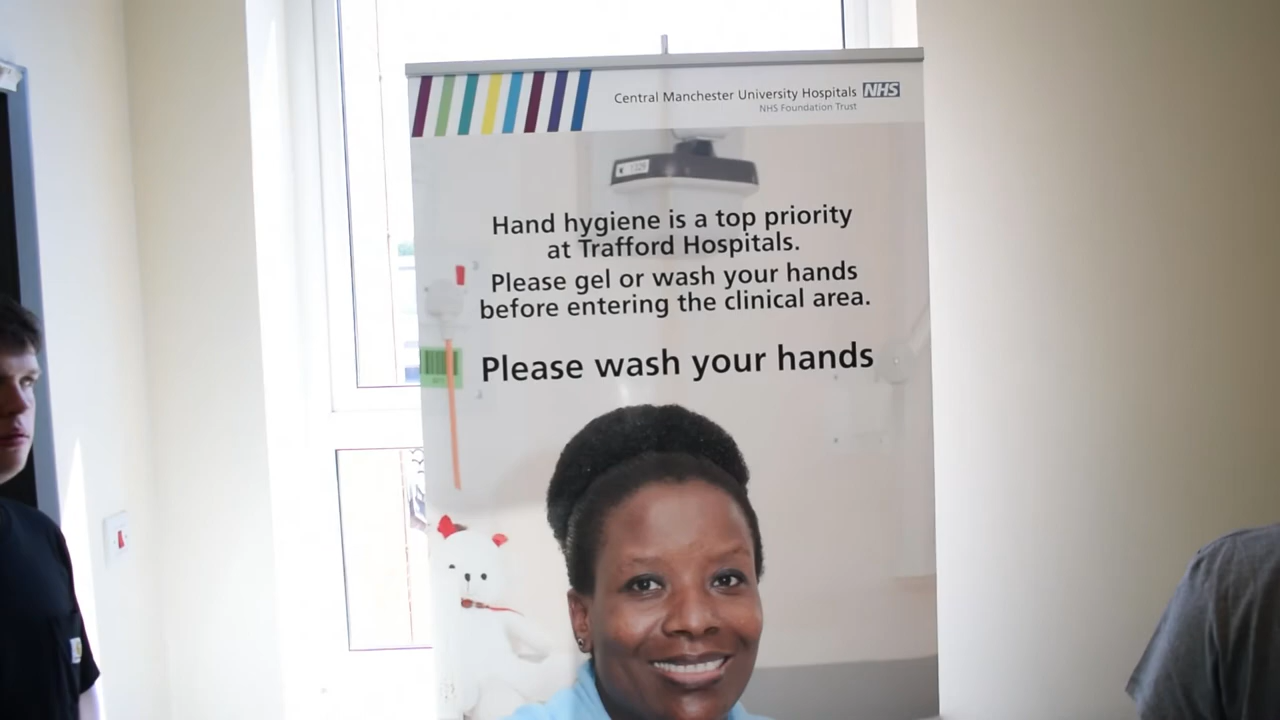 Central Manchester University Hospitals NHS
NHS Foundation Trust
Hand hygiene is a top priority
at Trafford Hospitals.
Please gel or wash your hands
before entering the clinical area.
Please wash your hands